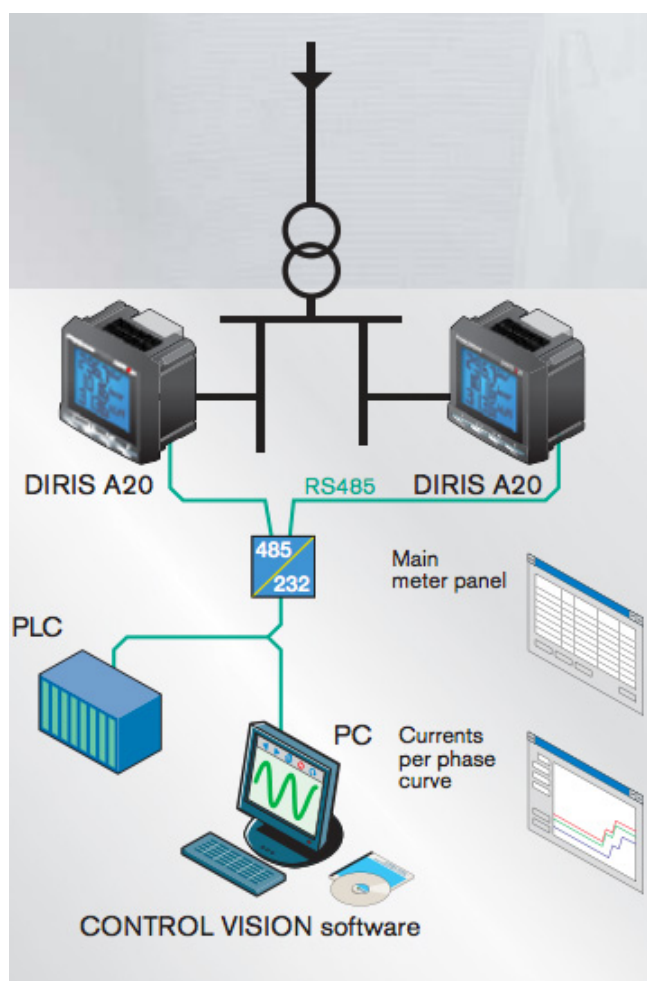 DIRIS A20
RS485
DIRIS A20
485
232
Main
meter panel
PLC
PC
Currents
per phase
curve
CONTROL VISION software